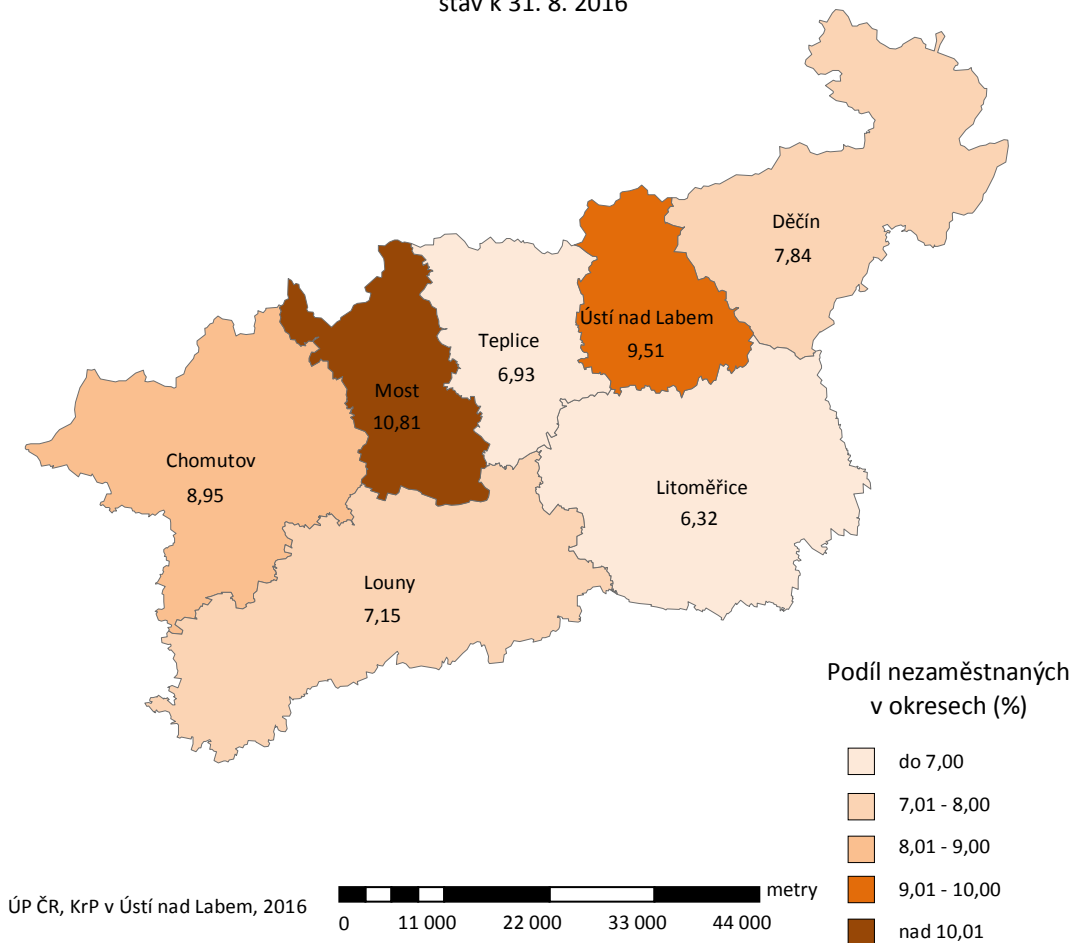 stav k 31. 8. 2016
Děčín
7,84
Ústí nad Labem
9,51
Teplice
6,93
Most
10,81
Chomutov
8,95
Litoměřice
6,32
Louny
7,15
Podíl nezaměstnaných
v okresech (%)
do 7,00
7,01 - 8,00
8,01 - 9,00
9,01 - 10,00
nad 10,01
ÚP ČR, KrP v Ústí nad Labem, 2016
metry
0 11 000 22 000 33 000 44 000